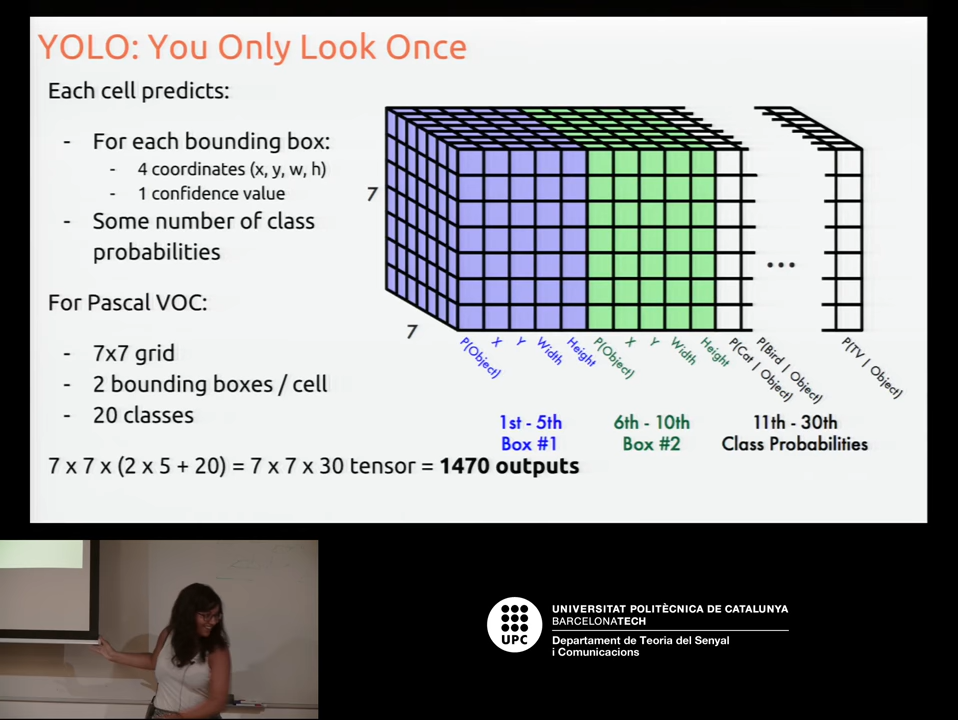 YOLO: You Only Look Once
Each cell predicts:
- For each bounding box:
- 4 coordinates (x, y, w, h)
- 1 confidence value
- Some number of class
probabilities
For Pascal VOC:
- 7x7 grid
- 2 bounding boxes / cell
- 20 classes
7 x 7 x (2 x 5 + 20) = 7 x 7 x 30 tensor = 1470 outputs
7
7
...
P(Object)
X
Y
Width
Height
P(Object)
X
Y
Width
Height
P(Cat | Object)
P(Bird | Object)
P(TV | Object)
1st - 5th
Box #1
6th - 10th
Box #2
11th - 30th
Class Probabilities
UPC
UNIVERSITAT POLITÈCNICA DE CATALUNYA
BARCELONATECH
Departament de Teoria del Senyal
i Comunicacions